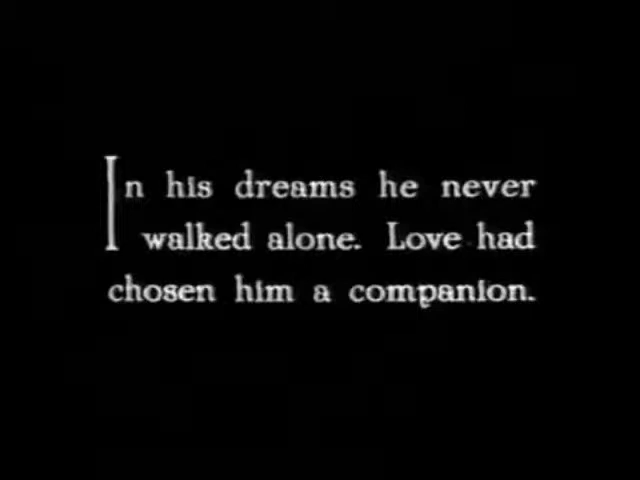 In his dreams he never
walked alone. Love had
chosen him a companion.